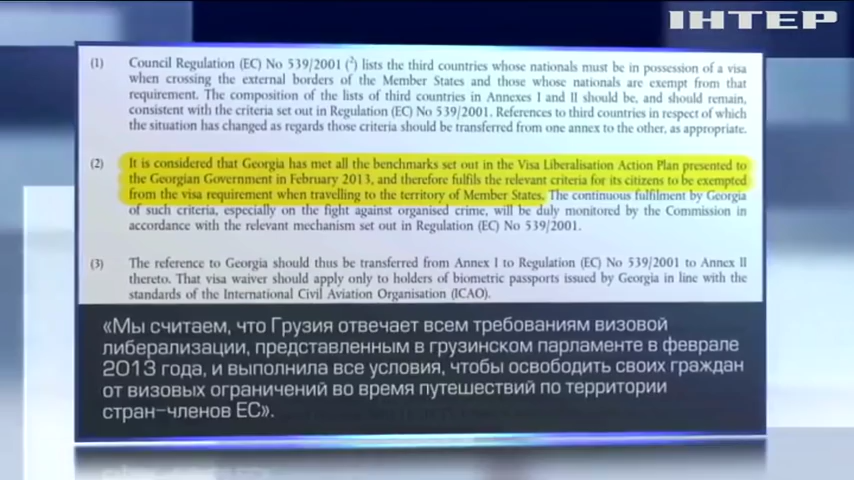 ІНТЕР
(1) Council Regulation (EC) No 539/2001 (²) lists the third countries whose nationals must be in possession of a visa
when crossing the external borders of the Member States and those whose nationals are exempt from that
requirement. The composition of the lists of third countries in Annexes I and II should be, and should remain,
consistent with the criteria set out in Regulation (EC) No 539/2001. References to third countries in respect of which
the situation has changed as regards those criteria should be transferred from one annex to the other, as appropriate.
(2) It is considered that Georgia has met all the benchmarks set out in the Visa Liberalisation Action Plan presented to
the Georgian Government in February 2013, and therefore fulfils the relevant criteria for its citizens to be exempted
from the visa requirement when travelling to the territory of Member States. The continuous fulfilment by Georgia
of such criteria, especially on the fight against organised crime, will be duly monitored by the Commission in
accordance with the relevant mechanism set out in Regulation (EC) No 539/2001.
(3) The reference to Georgia should thus be transferred from Annex I to Regulation (EC) No 539/2001 to Annex II
thereto. That visa waiver should apply only to holders of biometric passports issued by Georgia in line with the
standards of the International Civil Aviation Organisation (ICAO).
«Мы считаем, что Грузия отвечает всем требованиям визовой
либерализации, представленным в грузинском парламенте в феврале
2013 года, и выполнила все условия, чтобы освободить своих граждан
от визовых ограничений во время путешествий по территории
стран-членов ЕС».